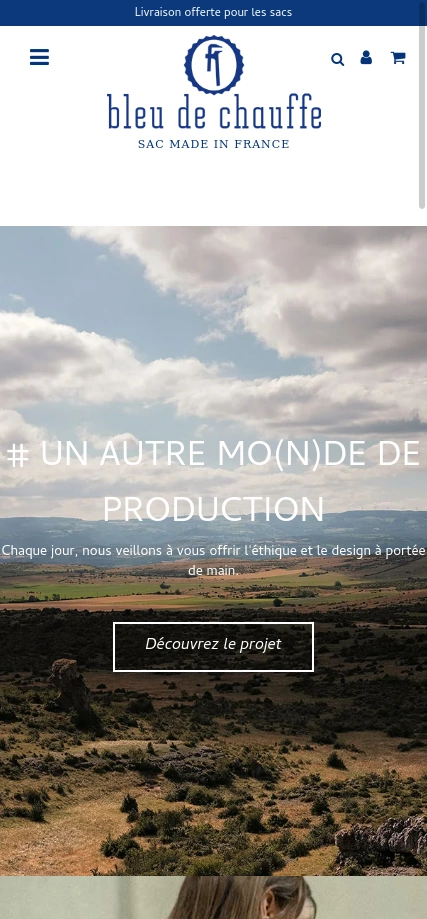 Livraison offerte pour les sacs
bleu de chauffe
SAC MADE IN FRANCE
# UN AUTRE MO(N)DE DE
PRODUCTION
Chaque jour, nous veillons à vous offrir l'éthique et le design à portée
de main.
Découvrez le projet